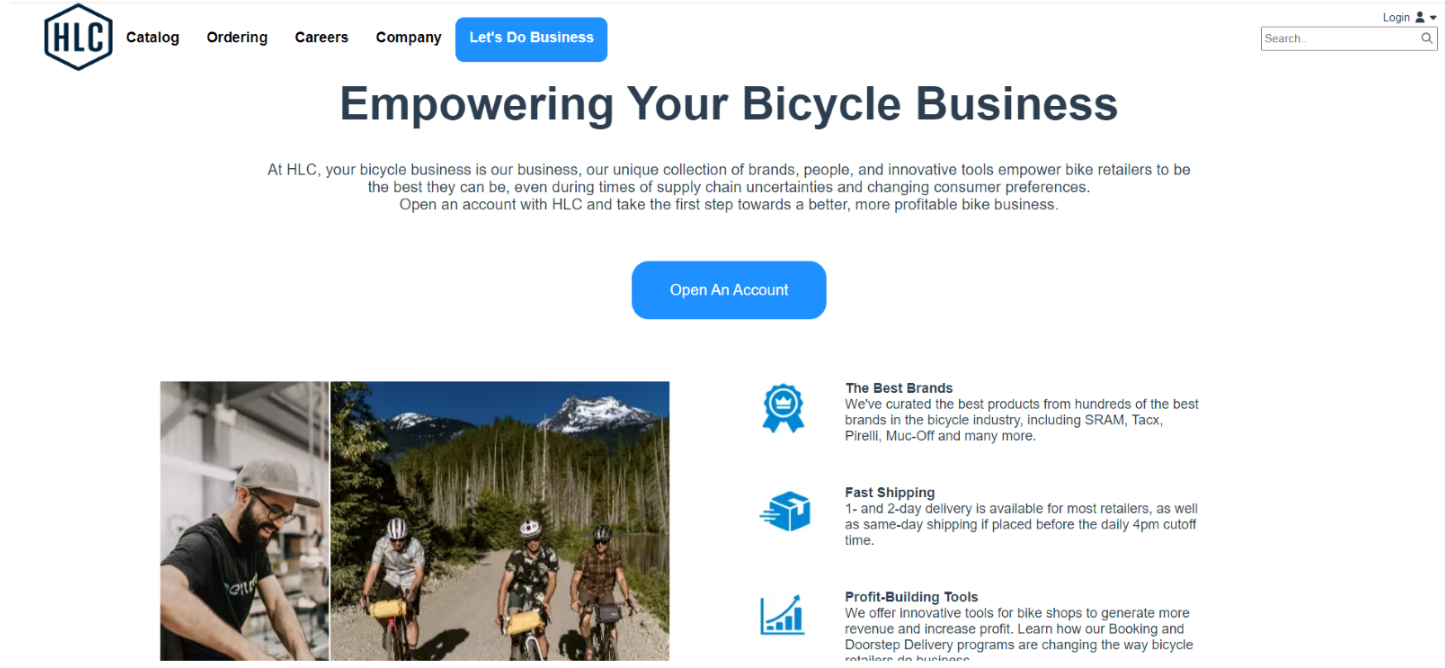 HLC
Catalog Ordering Careers Company Let's Do Business
Login
Search..
Empowering Your Bicycle Business
At HLC, your bicycle business is our business, our unique collection of brands, people, and innovative tools empower bike retailers to be
the best they can be, even during times of supply chain uncertainties and changing consumer preferences.
Open an account with HLC and take the first step towards a better, more profitable bike business.
Open An Account
The Best Brands
We've curated the best products from hundreds of the best
brands in the bicycle industry, including SRAM, Tacx,
Pirelli, Muc-Off and many more.
Fast Shipping
1- and 2-day delivery is available for most retailers, as well
as same-day shipping if placed before the daily 4pm cutoff
time.
Profit-Building Tools
We offer innovative tools for bike shops to generate more
revenue and increase profit. Learn how our Booking and
Doorstep Delivery programs are changing the way bicycle
retailers do business.